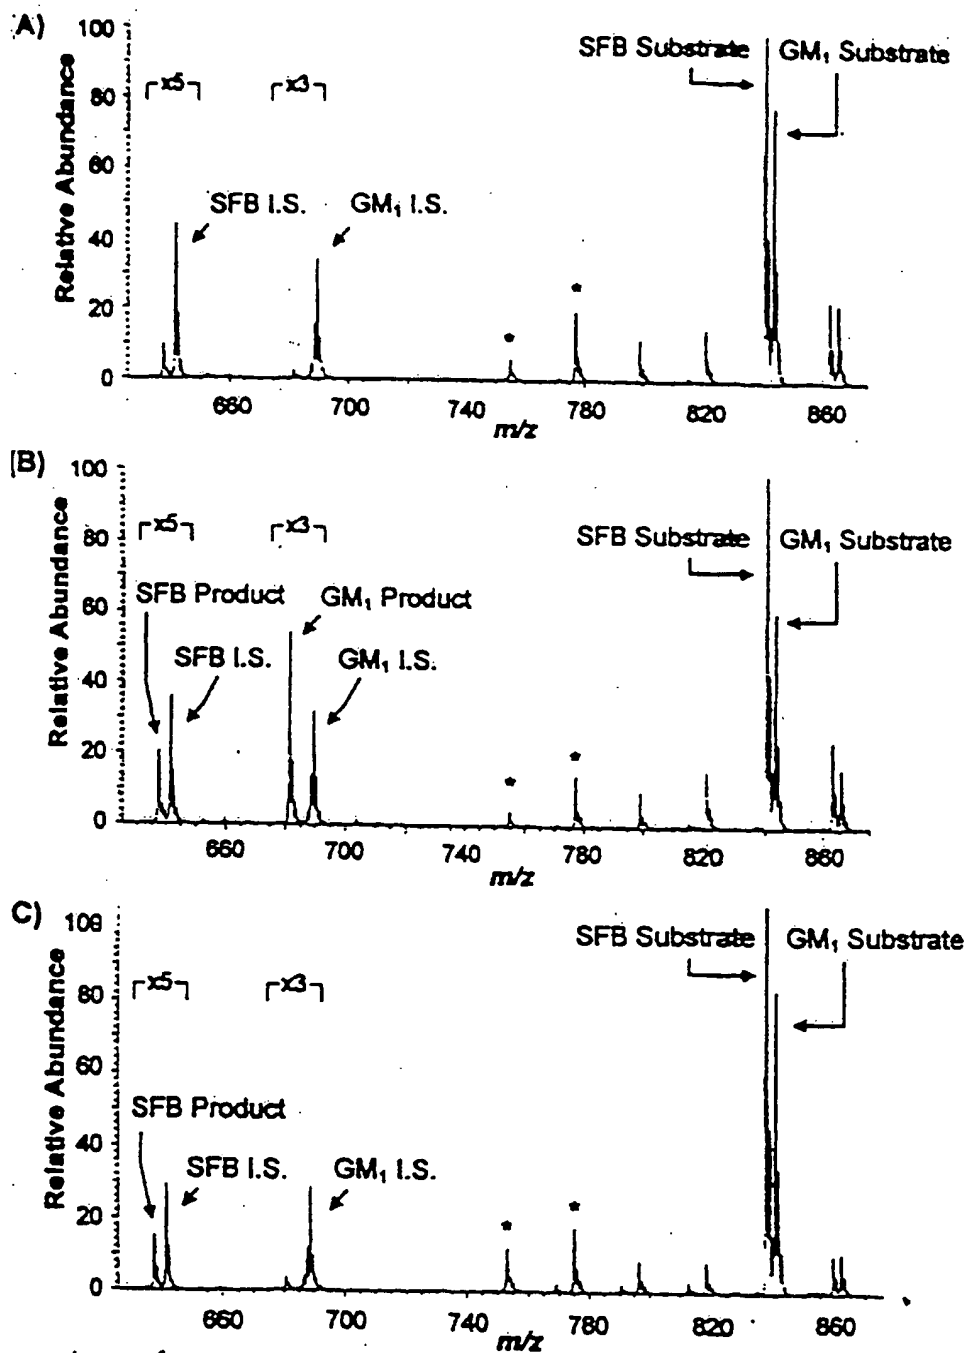 A)
100
80
60
40
20
0
Relative Abundance
x5
x3
SFB I.S.
GM₁ I.S.
SFB Substrate
GM₁ Substrate
*
*
660 700 740 780 820 860
m/z
[B)
100
80
60
40
20
0
Relative Abundance
x5
x3
SFB Product
GM₁ Product
SFB I.S.
GM₁ I.S.
SFB Substrate
GM₁ Substrate
*
*
660 700 740 780 820 860
m/z
C)
100
80
60
40
20
0
Relative Abundance
x5
x3
SFB Product
SFB I.S.
GM₁ I.S.
SFB Substrate
GM₁ Substrate
*
*
660 700 740 780 820 860
m/z